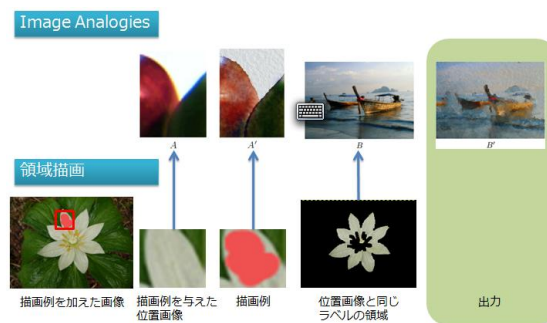 Image Analogies
A
A'
B
B'
領域描画
描画例を加えた画像
描画例を与えた
位置画像
描画例
位置画像と同じ
ラベルの領域
出力